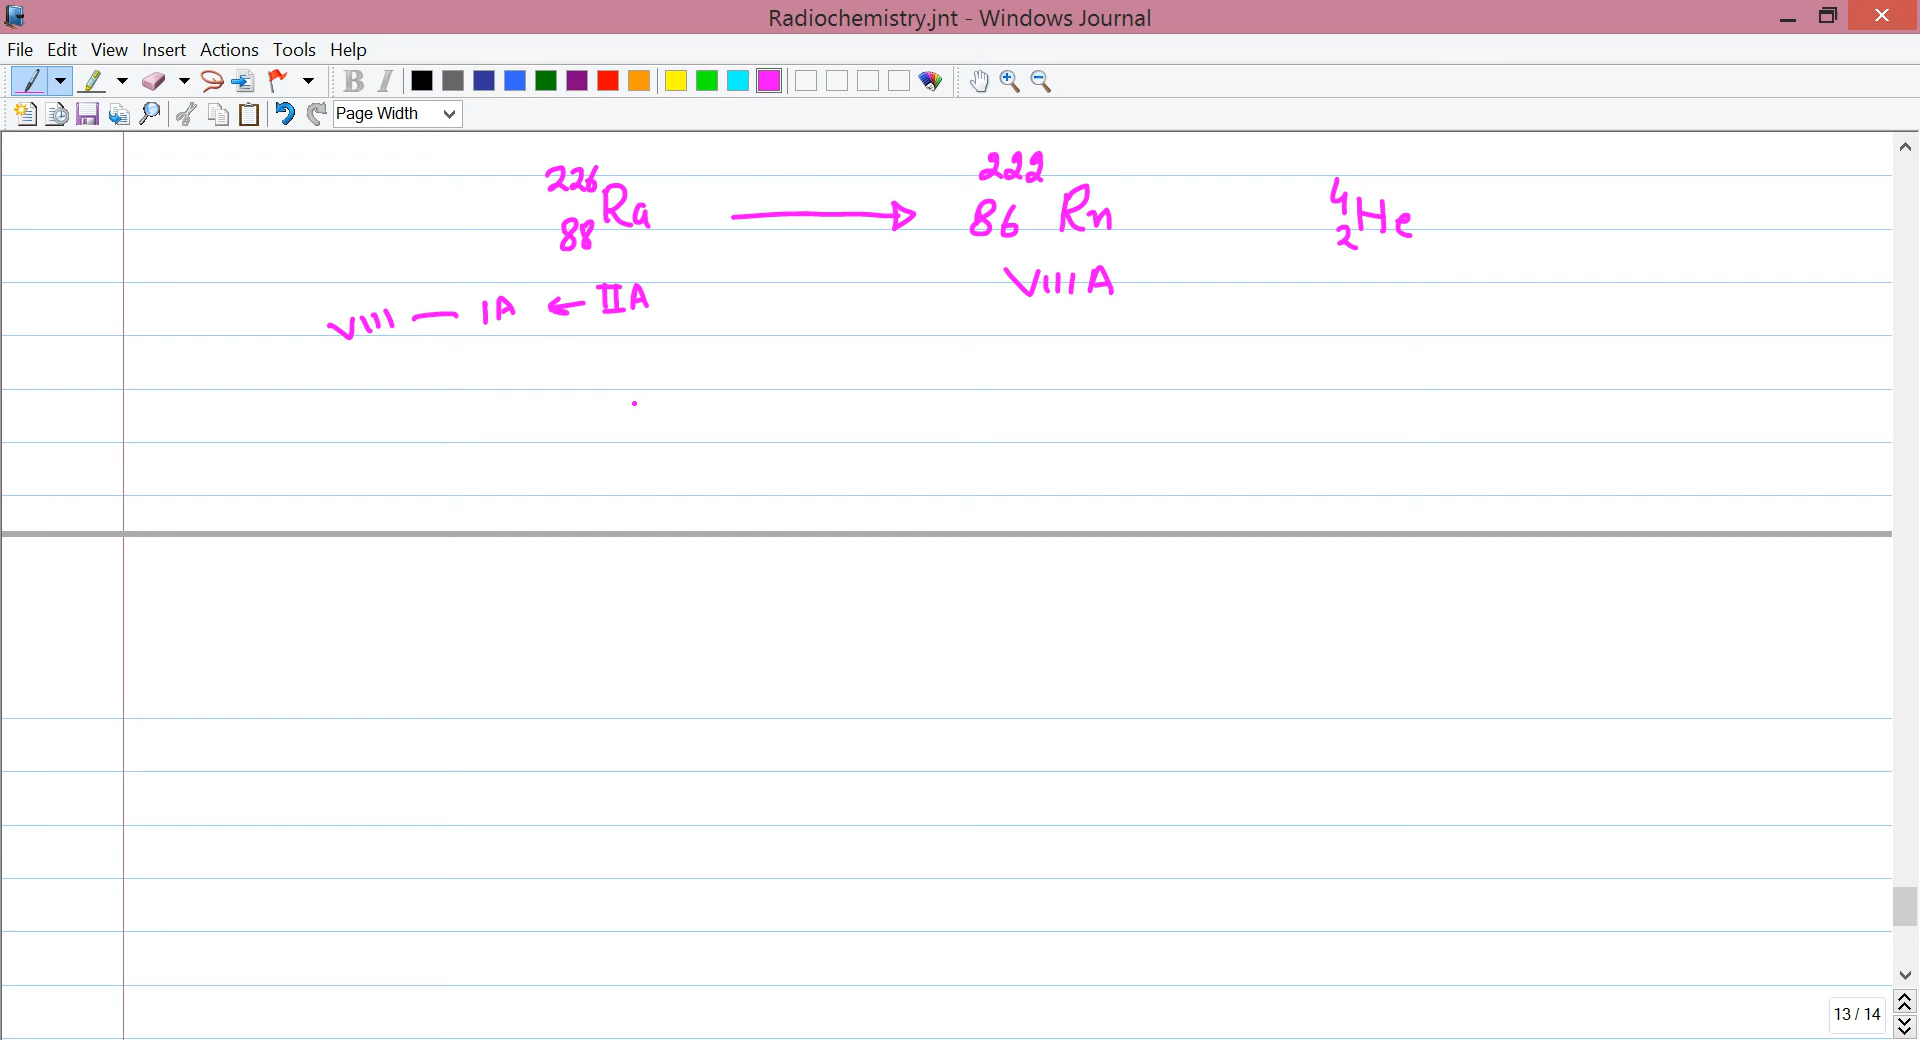 Radiochemistry.jnt - Windows Journal
File Edit View Insert Actions Tools Help
B I
Page Width
226 88 Ra → 222 86 Rn 4 2 He
VIIIA
VIII — IA ← IIA
13 / 14